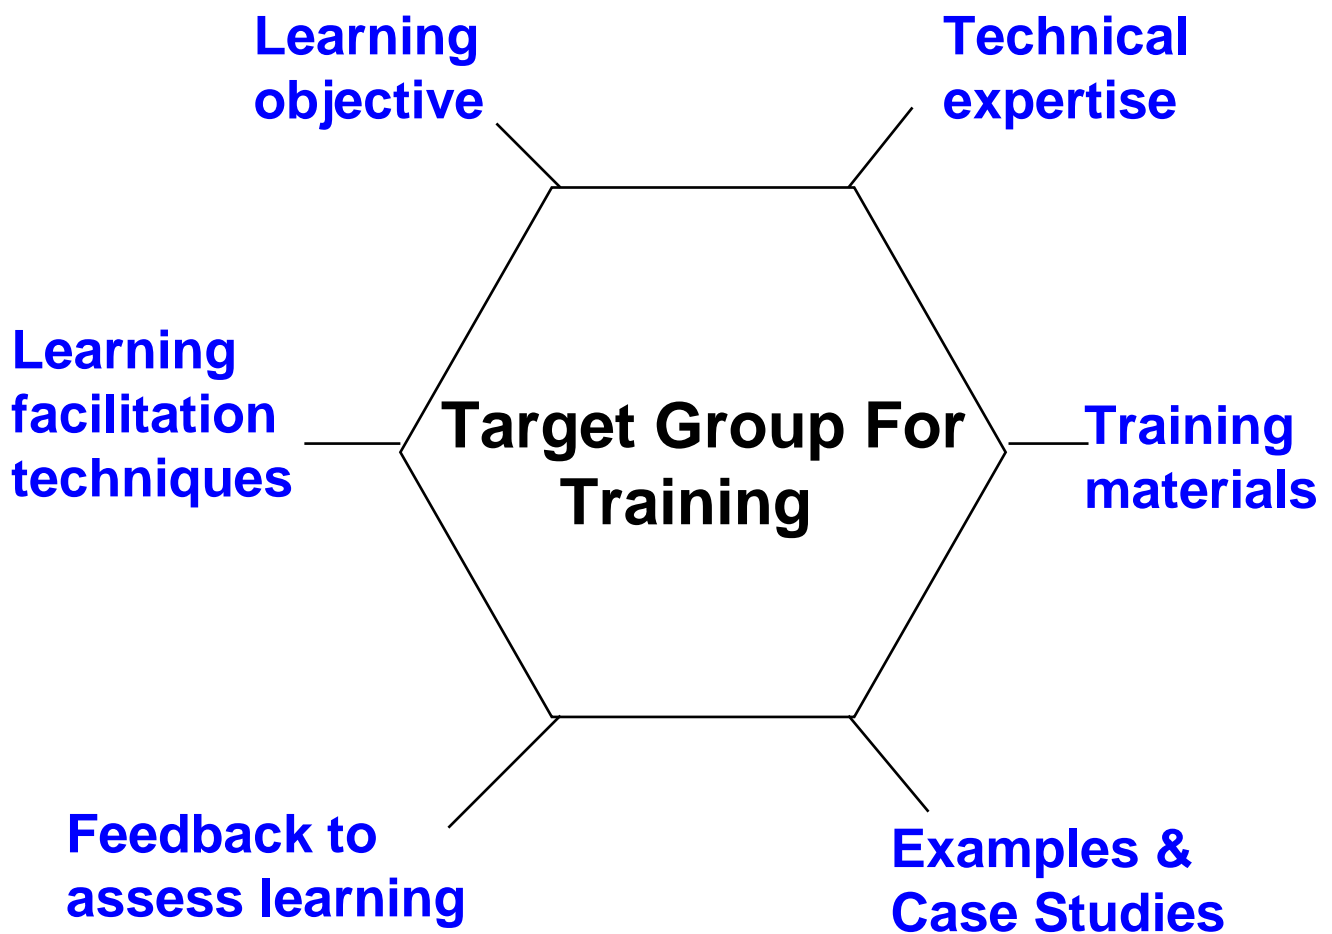 Learning
objective
Technical
expertise
Learning
facilitation
techniques
Target Group For
Training
Training
materials
Feedback to
assess learning
Examples &
Case Studies